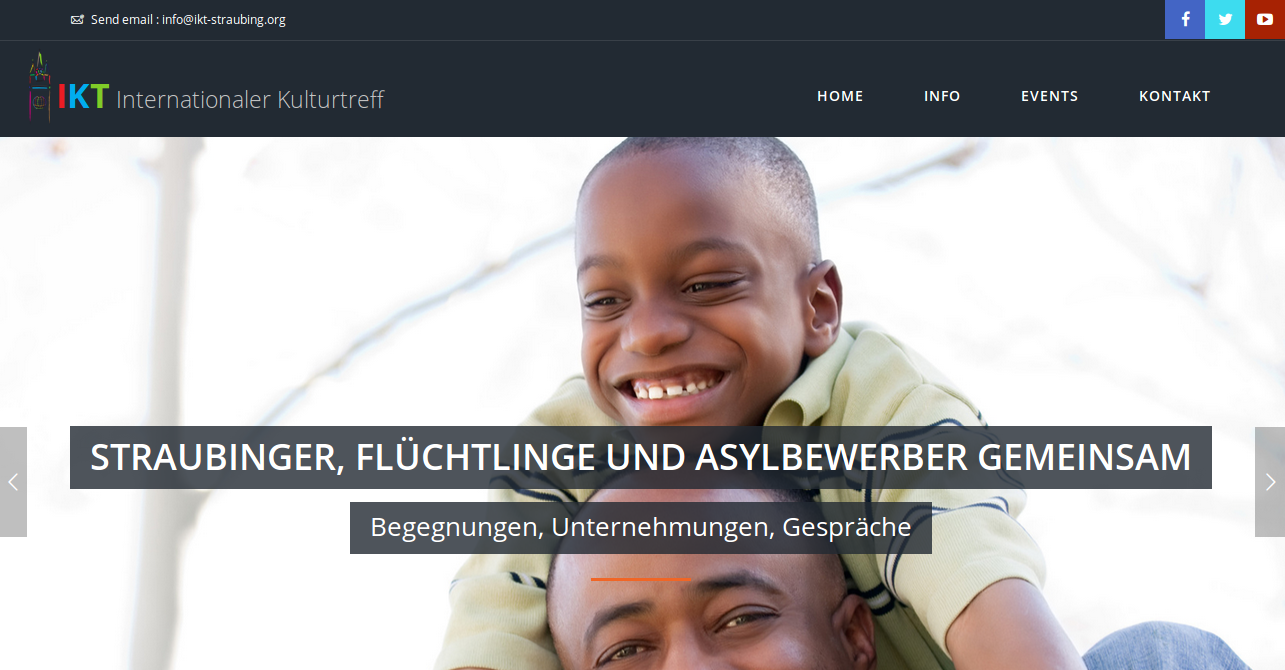 Send email : info@ikt-straubing.org
IKT Internationaler Kulturtreff
HOME INFO EVENTS KONTAKT
STRAUBINGER, FLÜCHTLINGE UND ASYLBEWERBER GEMEINSAM
Begegnungen, Unternehmungen, Gespräche